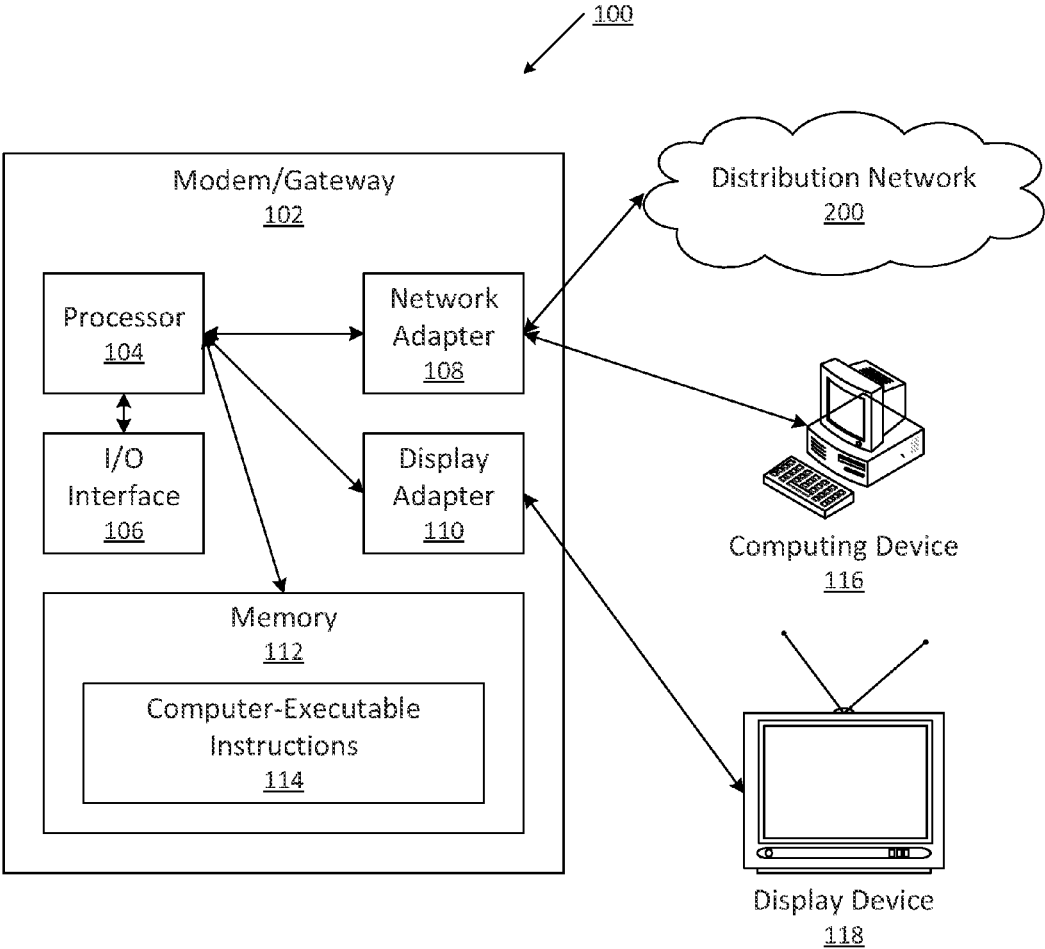 100
Modem/Gateway
102
Distribution Network
200
Processor
104
Network
Adapter
108
I/O
Interface
106
Display
Adapter
110
Computing Device
116
Memory
112
Computer-Executable
Instructions
114
Display Device
118